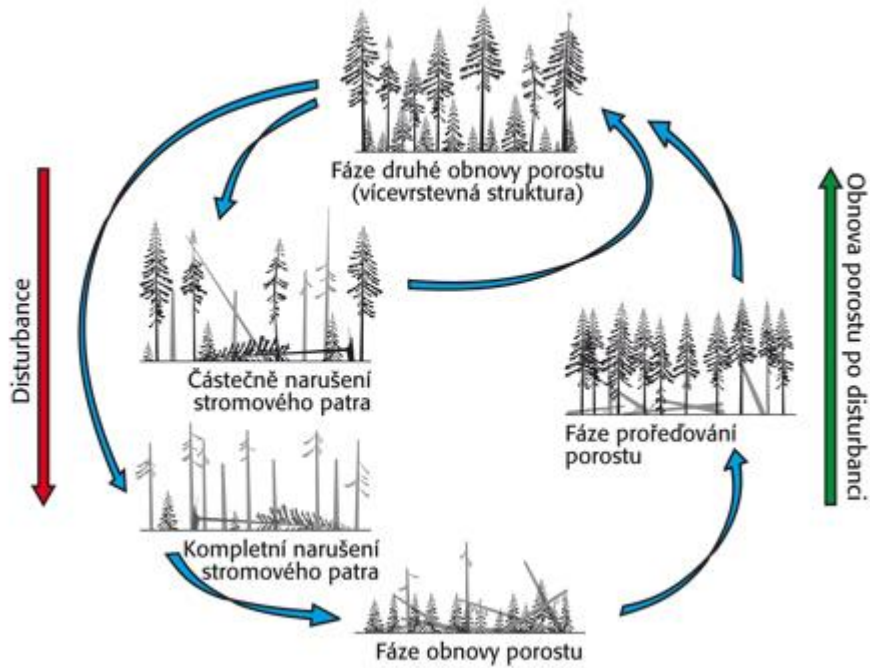 Fáze druhé obnovy porostu
(vícevrstevná struktura)
Disturbance
Částečně narušení
stromového patra
Obnova porostu po disturbanci
Fáze prořeďování
porostu
Kompletní narušení
stromového patra
Fáze obnovy porostu